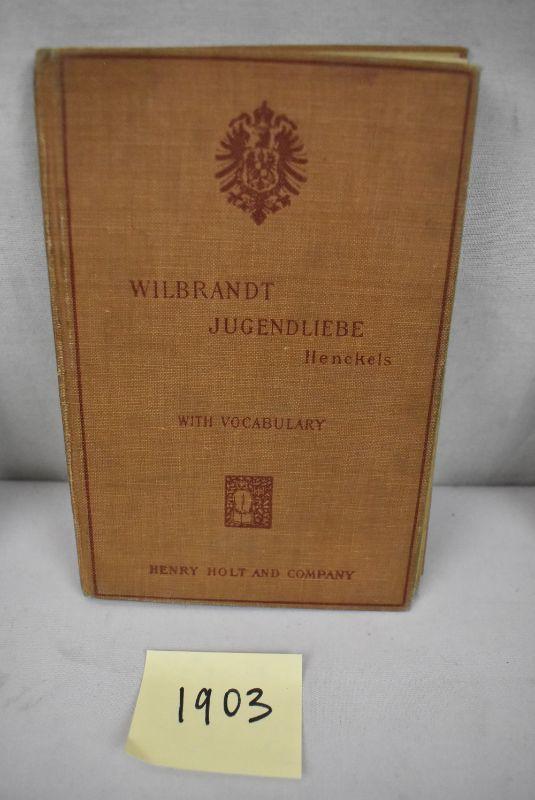 WILBRANDT
JUGENDLIEBE
Henckels
WITH VOCABULARY
HENRY HOLT AND COMPANY
1903